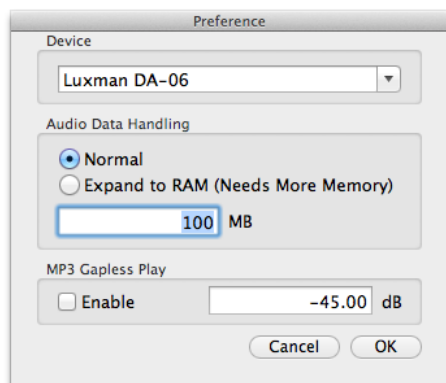 Preference
Device
Luxman DA-06
Audio Data Handling
Normal
Expand to RAM (Needs More Memory)
100 MB
MP3 Gapless Play
Enable -45.00 dB
Cancel OK